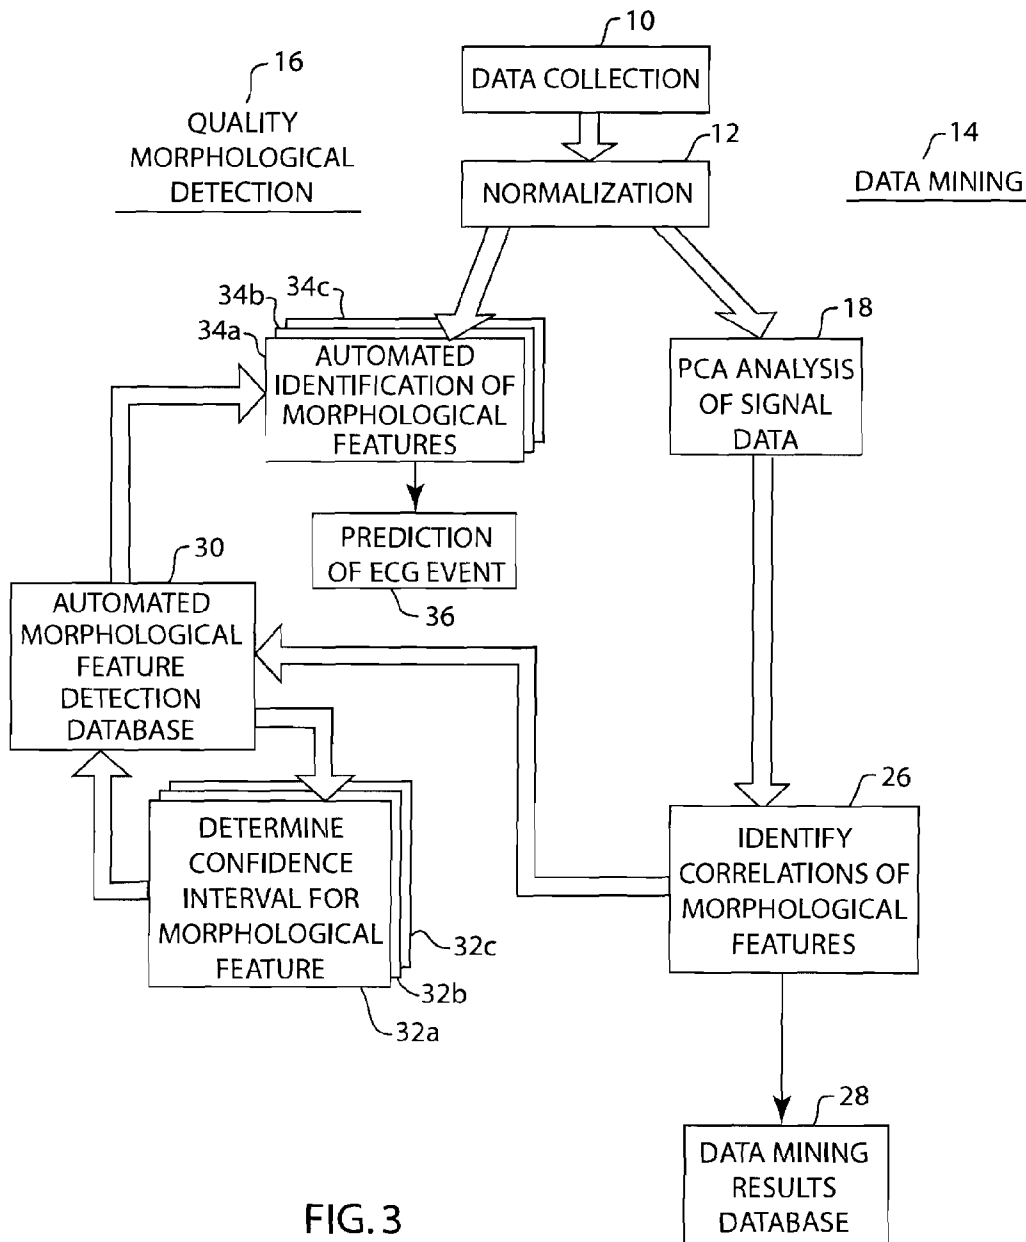 10
DATA COLLECTION
16
QUALITY
MORPHOLOGICAL
DETECTION
12
NORMALIZATION
14
DATA MINING
34c
34b
34a
AUTOMATED
IDENTIFICATION OF
MORPHOLOGICAL
FEATURES
18
PCA ANALYSIS
OF SIGNAL
DATA
PREDICTION
OF ECG EVENT
36
30
AUTOMATED
MORPHOLOGICAL
FEATURE
DETECTION
DATABASE
26
IDENTIFY
CORRELATIONS OF
MORPHOLOGICAL
FEATURES
DETERMINE
CONFIDENCE
INTERVAL FOR
MORPHOLOGICAL
FEATURE
32c
32b
32a
28
DATA MINING
RESULTS
DATABASE
FIG. 3